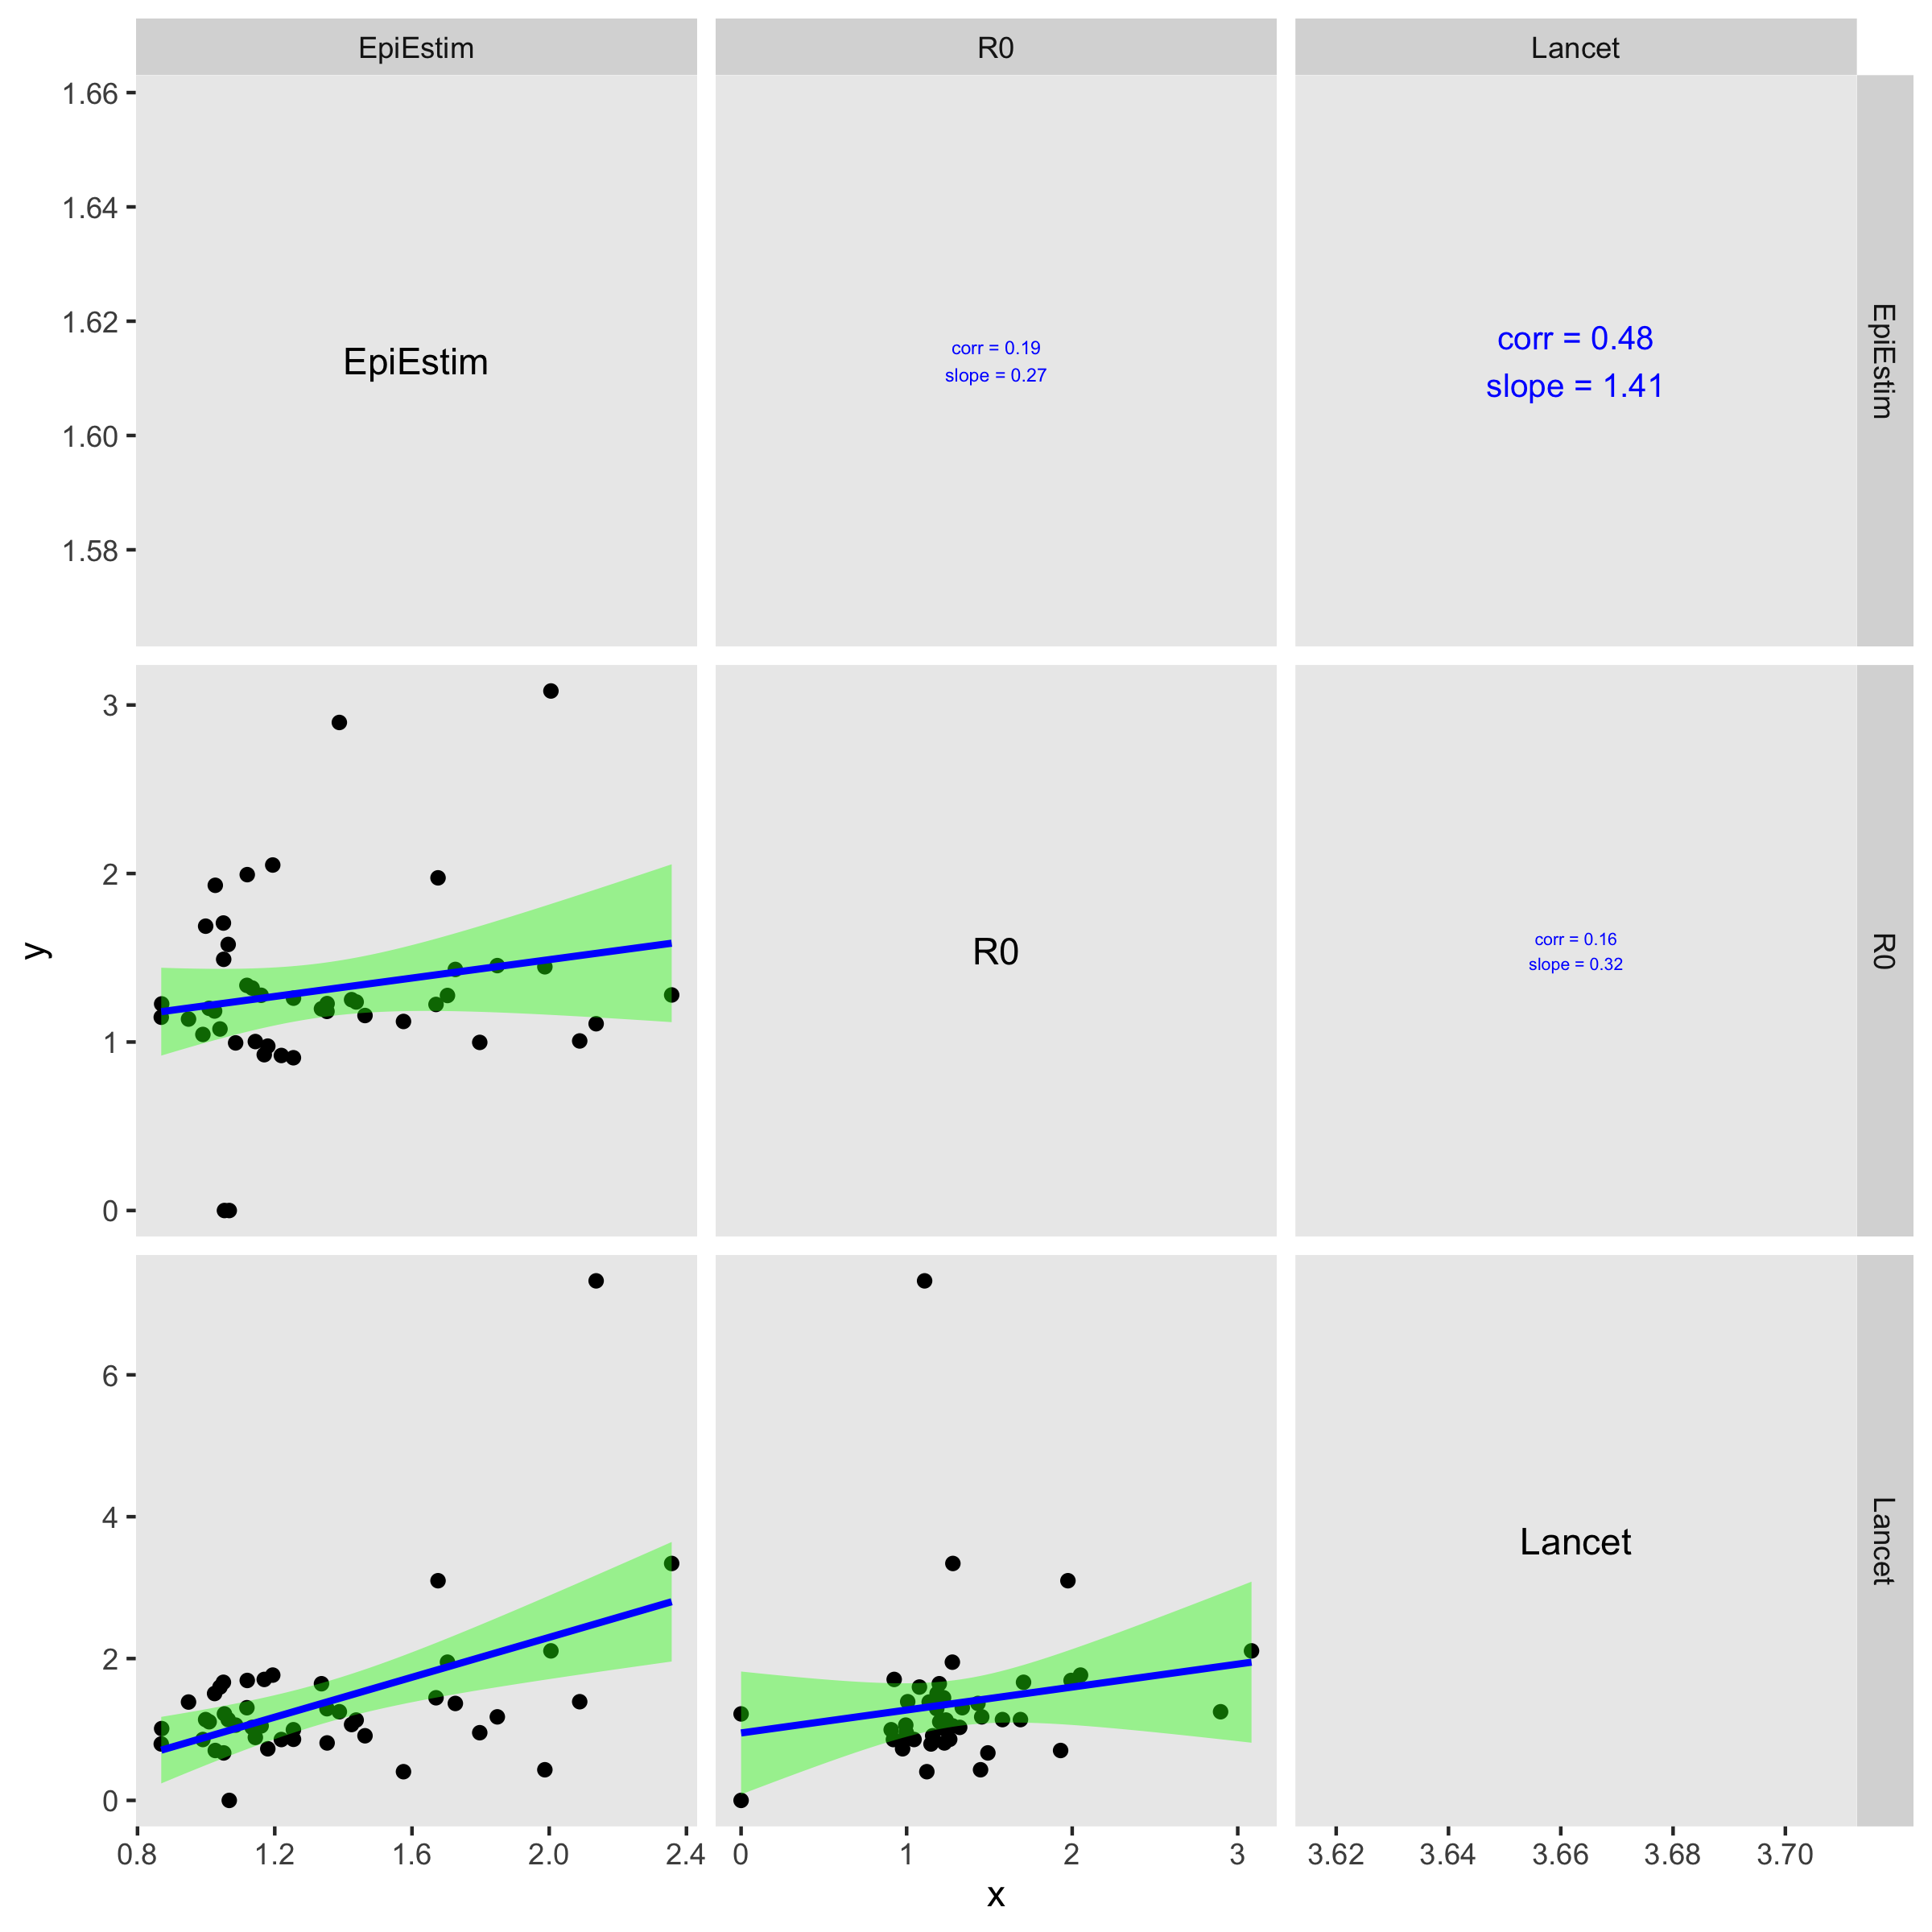 EpiEstim R0 Lancet
1.66
1.64
1.62
1.60
1.58
EpiEstim
corr = 0.19
slope = 0.27
corr = 0.48
slope = 1.41
EpiEstim
3
2
1
0
R0
corr = 0.16
slope = 0.32
R0
y
6
4
2
0
Lancet
Lancet
0.8 1.2 1.6 2.0 2.4 0 1 2 3 3.62 3.64 3.66 3.68 3.70
x